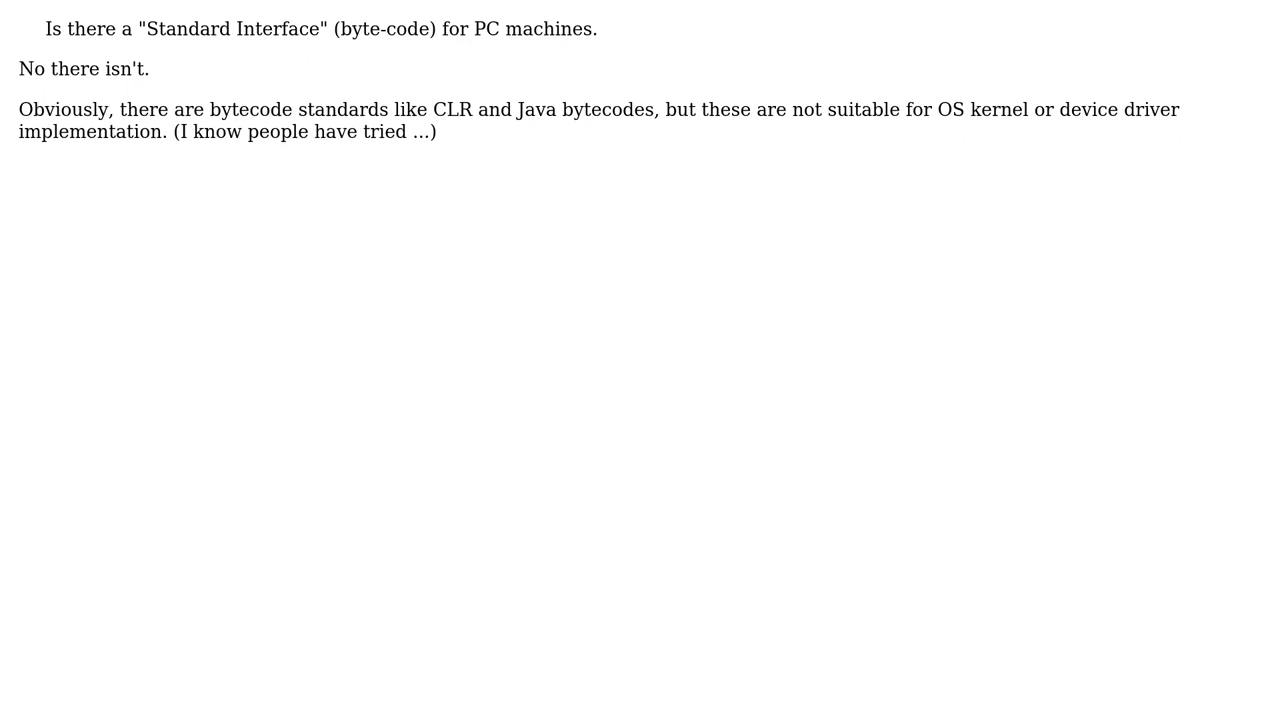 Is there a "Standard Interface" (byte-code) for PC machines.
No there isn't.
Obviously, there are bytecode standards like CLR and Java bytecodes, but these are not suitable for OS kernel or device driver
implementation. (I know people have tried ...)